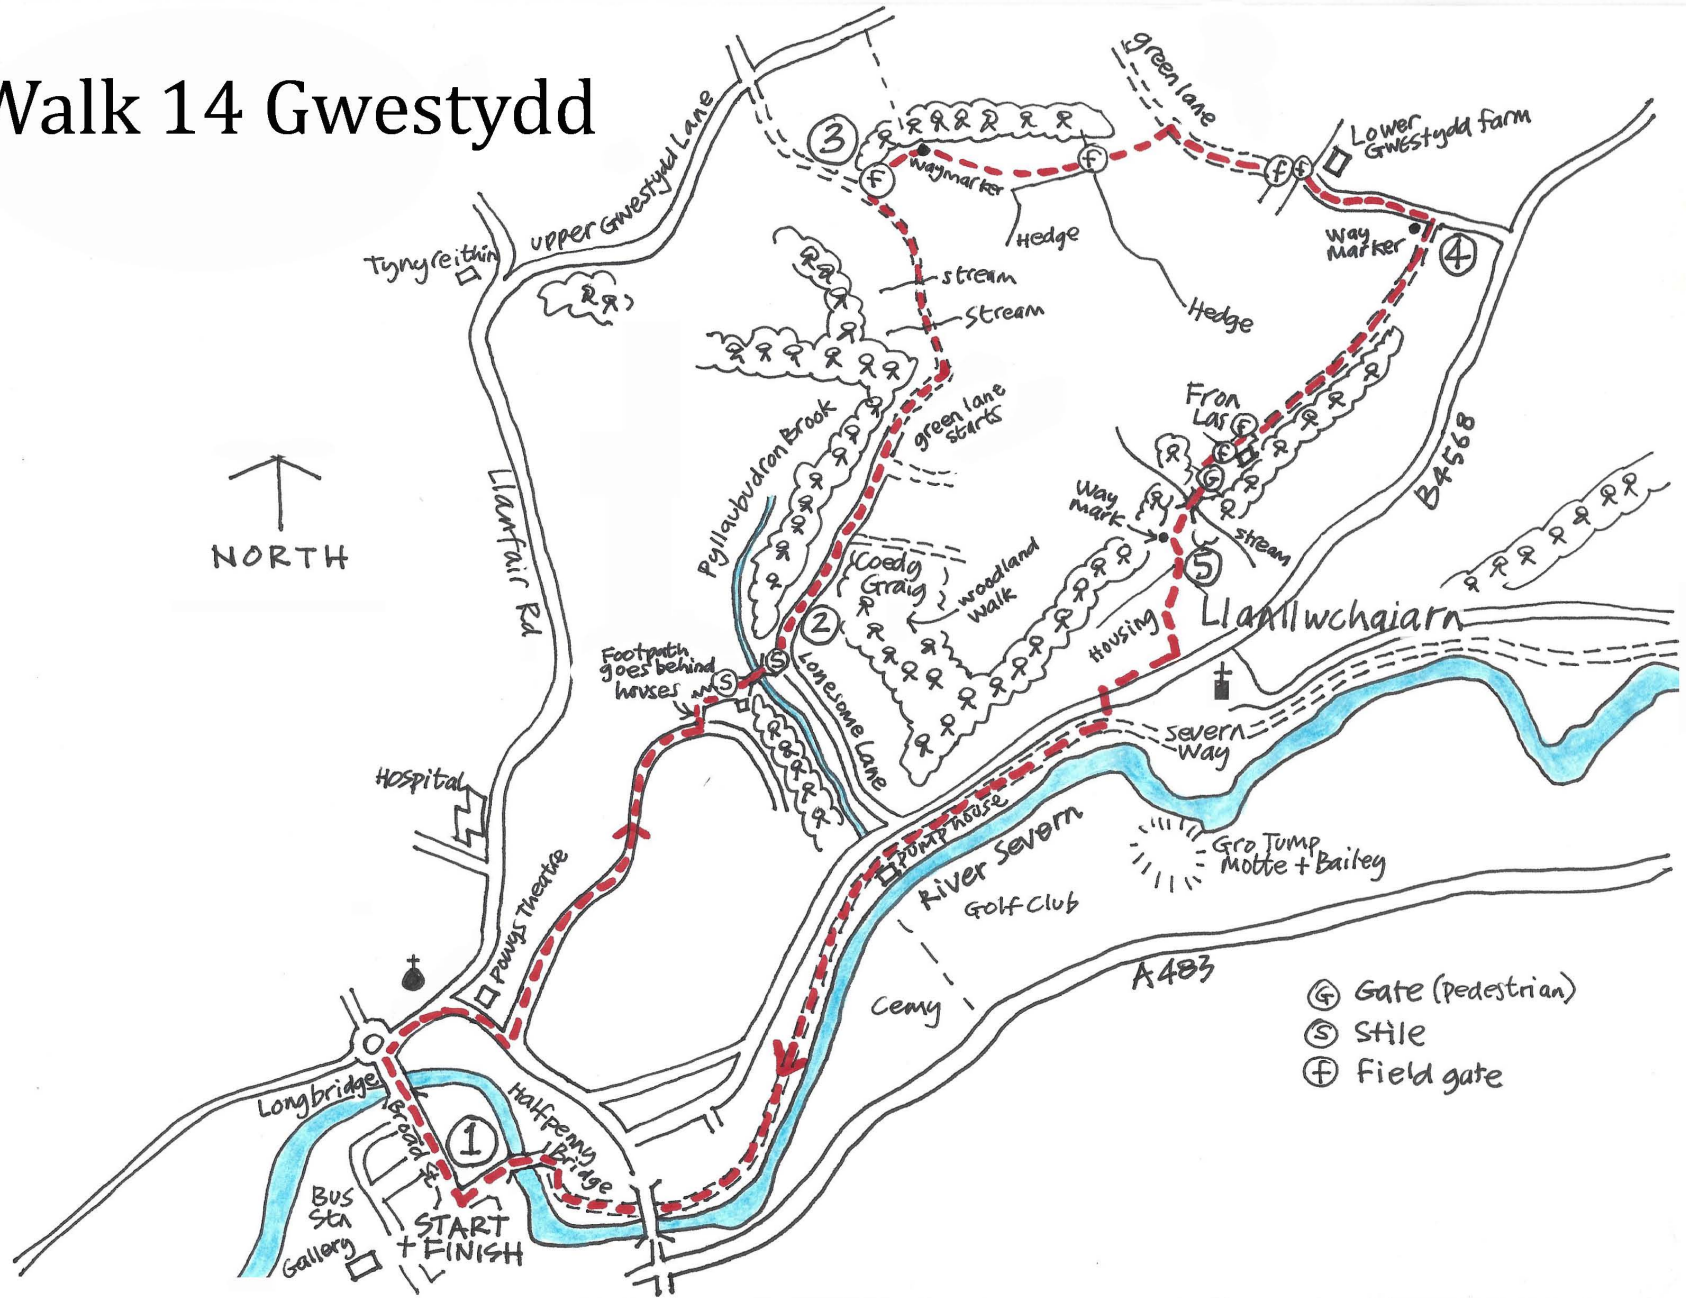 Walk 14 Gwestydd
green lane
Lower
Gwestydd farm
3
f
waymarker
f
f
f
upper Gwestydd Lane
Tynyreithin
Hedge
way
Marker
4
stream
Stream
Hedge
green lane
starts
Fron
Las
f
f
G
B4568
Pyllaubudron Brook
Llanfair Rd
NORTH
way
mark
stream
5
Coedy
Graig
woodland
walk
2
Llanllwchaiarn
Housing
Footpath
goes behind
houses
S
S
Lonesome Lane
Severn
Way
Hospital
Pump house
River Severn
Gro Tump
Motte + Bailey
Golf Club
Powys Theatre
A483
Cemy
G Gate (pedestrian)
S Stile
f Field gate
Longbridge
Broad
St
1
Halfpenny
Bridge
Bus
Stn
START
+ FINISH
Gallery